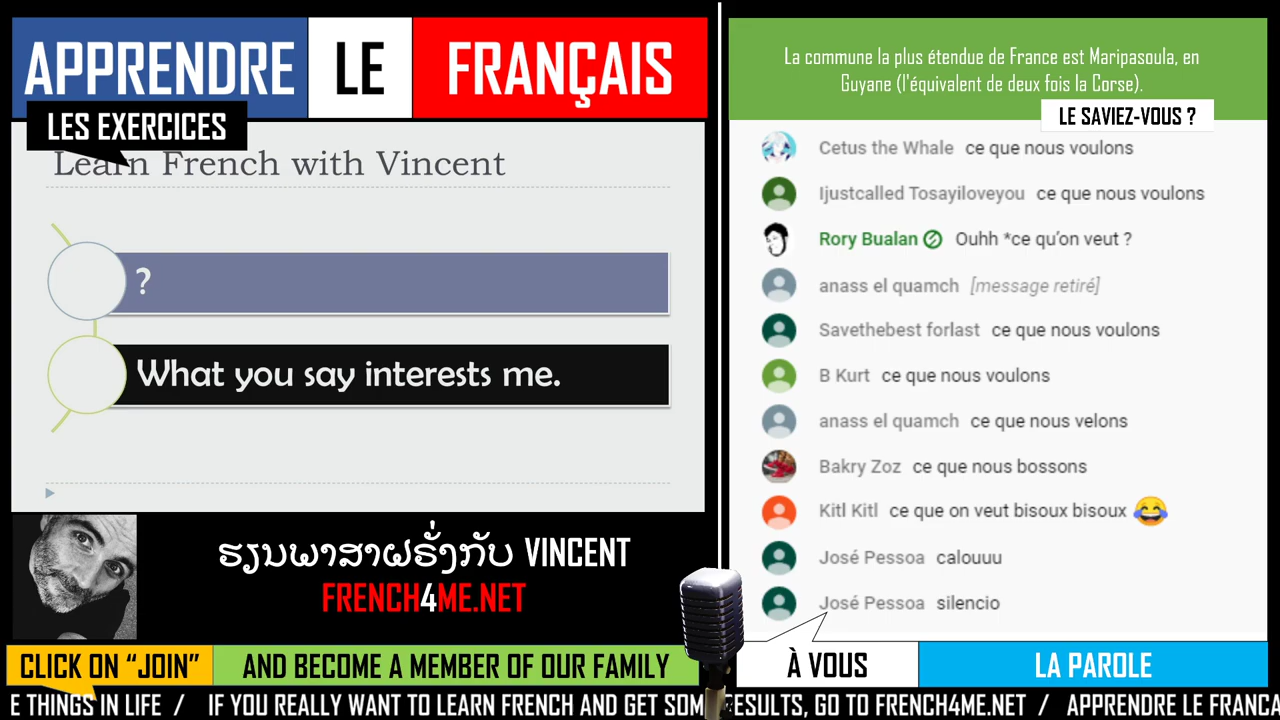 APPRENDRE LE FRANÇAIS
LES EXERCICES
Learn French with Vincent
?
What you say interests me.
ຮຽນພາສາຝຣັ່ງກັບ VINCENT
FRENCH4ME.NET
CLICK ON “JOIN” AND BECOME A MEMBER OF OUR FAMILY
La commune la plus étendue de France est Maripasoula, en
Guyane (l'équivalent de deux fois la Corse).
LE SAVIEZ-VOUS ?
Cetus the Whale ce que nous voulons
Ijustcalled Tosayiloveyou ce que nous voulons
Rory Bualan Ouhh *ce qu'on veut ?
anass el quamch [message retiré]
Savethebest forlast ce que nous voulons
B Kurt ce que nous voulons
anass el quamch ce que nous velons
Bakry Zoz ce que nous bossons
Kitl Kitl ce que on veut bisoux bisoux 😂
José Pessoa calouuu
José Pessoa silencio
À VOUS LA PAROLE
E THINGS IN LIFE / IF YOU REALLY WANT TO LEARN FRENCH AND GET SOM ESULTS, GO TO FRENCH4ME.NET / APPRENDRE LE FRANCA